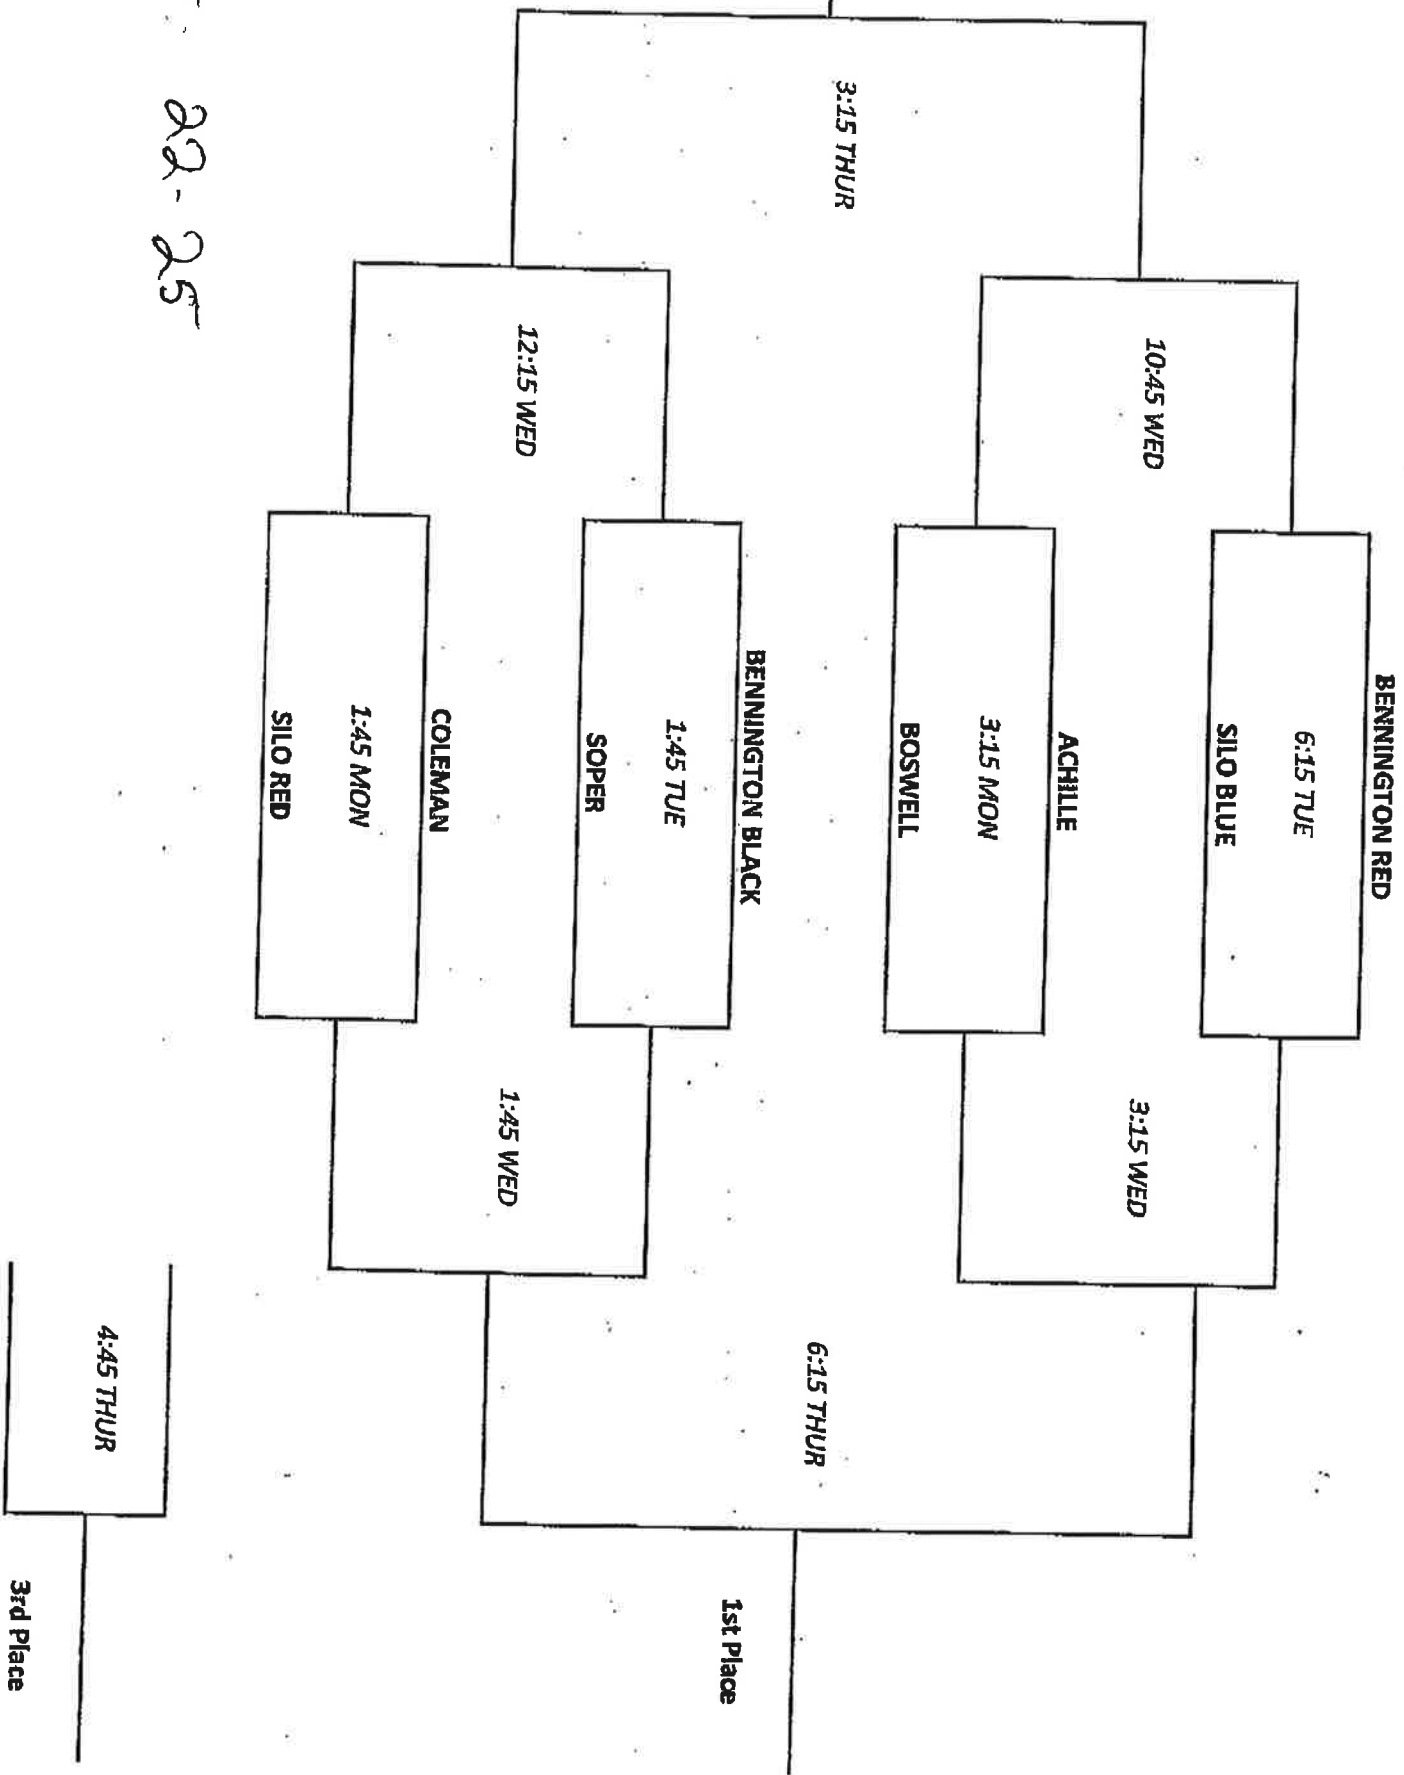 BENNINGTON RED
6:15 TUE
SILO BLUE
10:45 WED
3:15 WED
ACHILLE
3:15 MON
BOSWELL
3:15 THUR
6:15 THUR
1st Place
BENNINGTON BLACK
1:45 TUE
SOPER
12:15 WED
1:45 WED
COLEMAN
1:45 MON
SILO RED
22-25
4:45 THUR
3rd Place